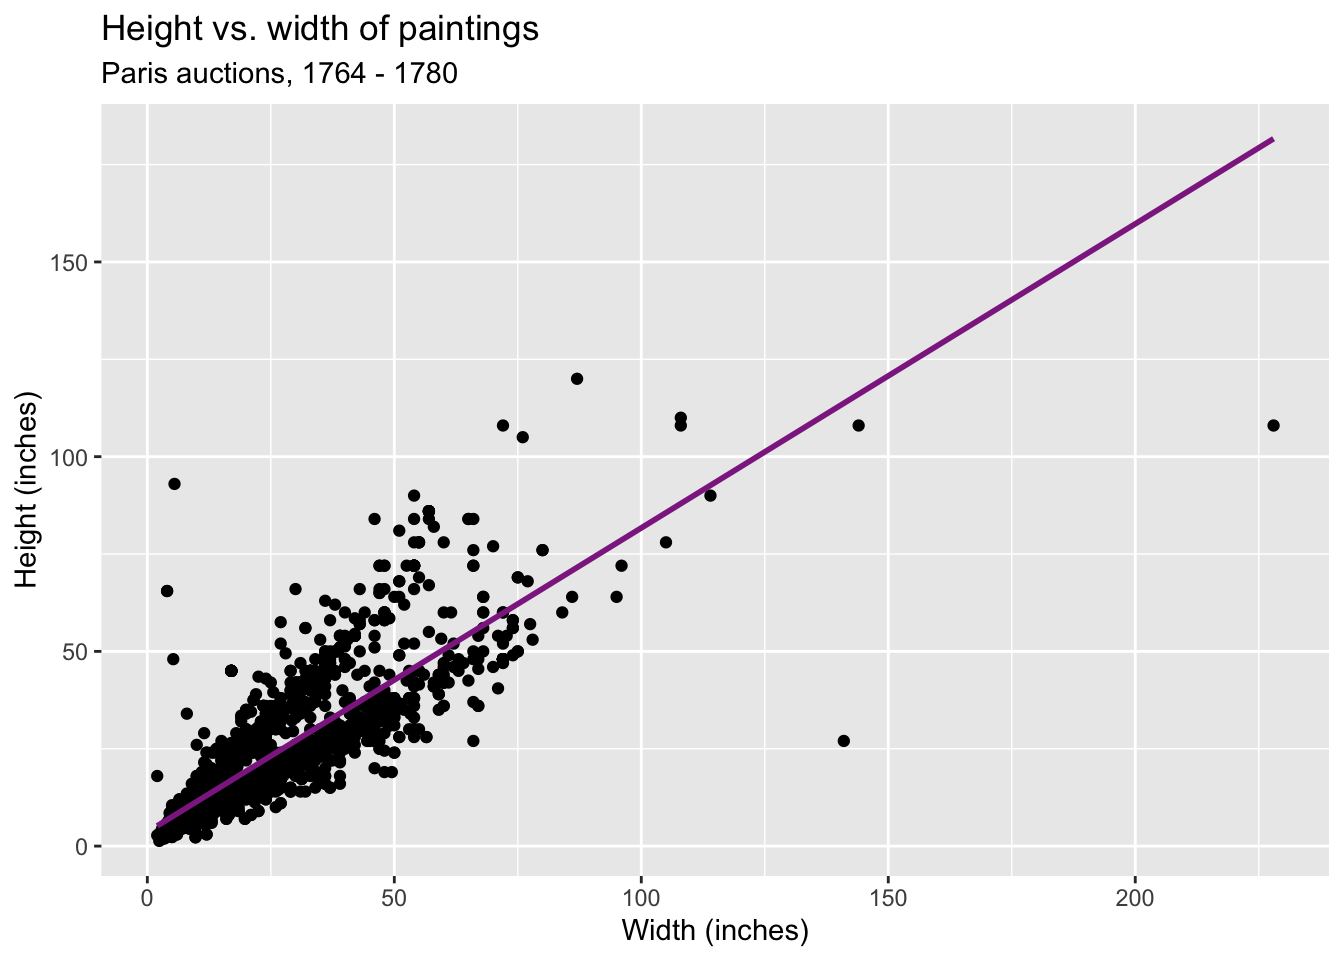 Height vs. width of paintings
Paris auctions, 1764 - 1780
150
100
50
0
Height (inches)
0 50 100 150 200
Width (inches)